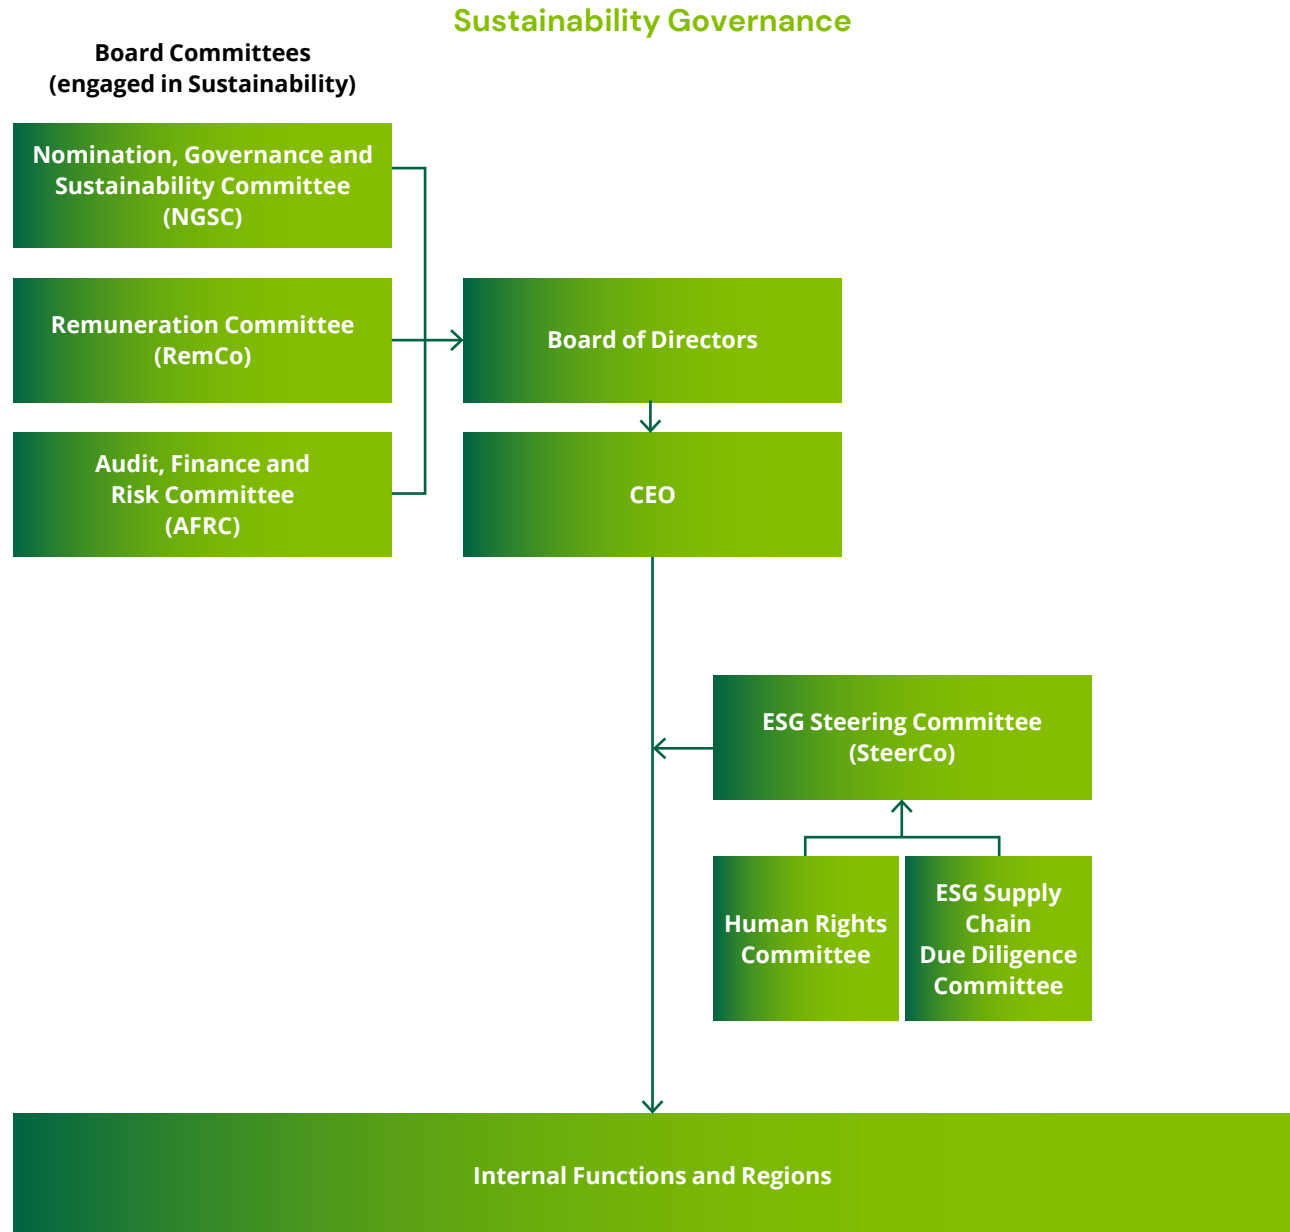 Sustainability Governance
Board Committees
(engaged in Sustainability)
Nomination, Governance and
Sustainability Committee
(NGSC)
Remuneration Committee
(RemCo)
Board of Directors
Audit, Finance and
Risk Committee
(AFRC)
CEO
ESG Steering Committee
(SteerCo)
Human Rights
Committee
ESG Supply
Chain
Due Diligence
Committee
Internal Functions and Regions